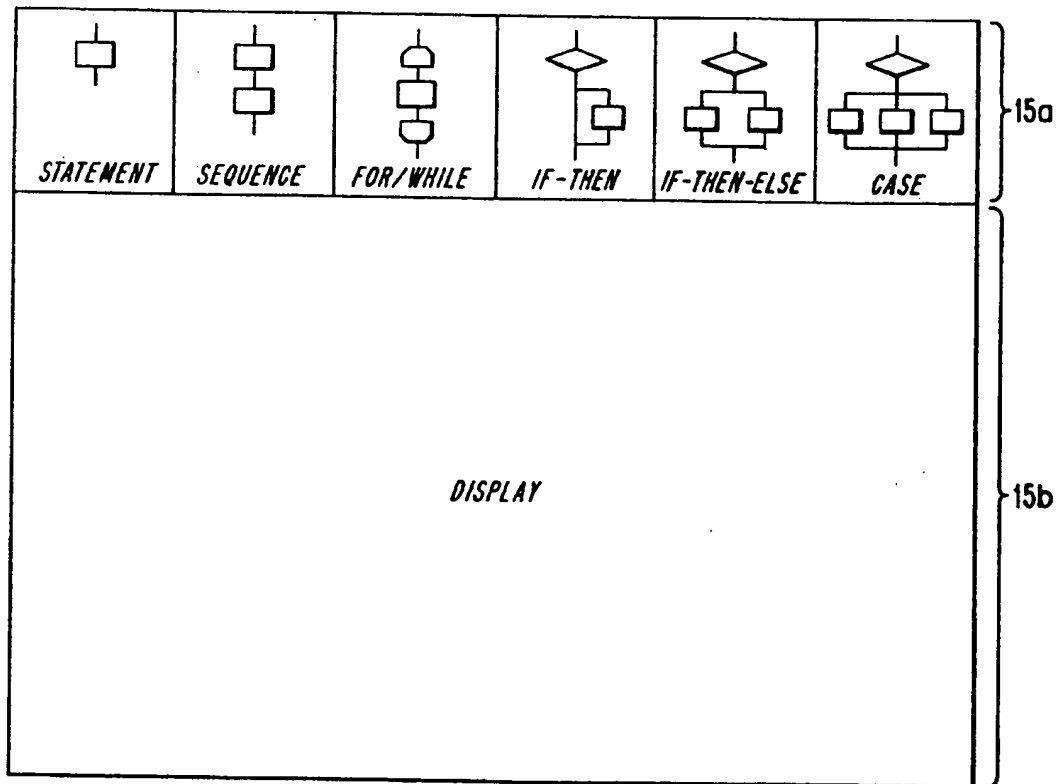 STATEMENT SEQUENCE FOR/WHILE IF-THEN IF-THEN-ELSE CASE
15a
DISPLAY
15b